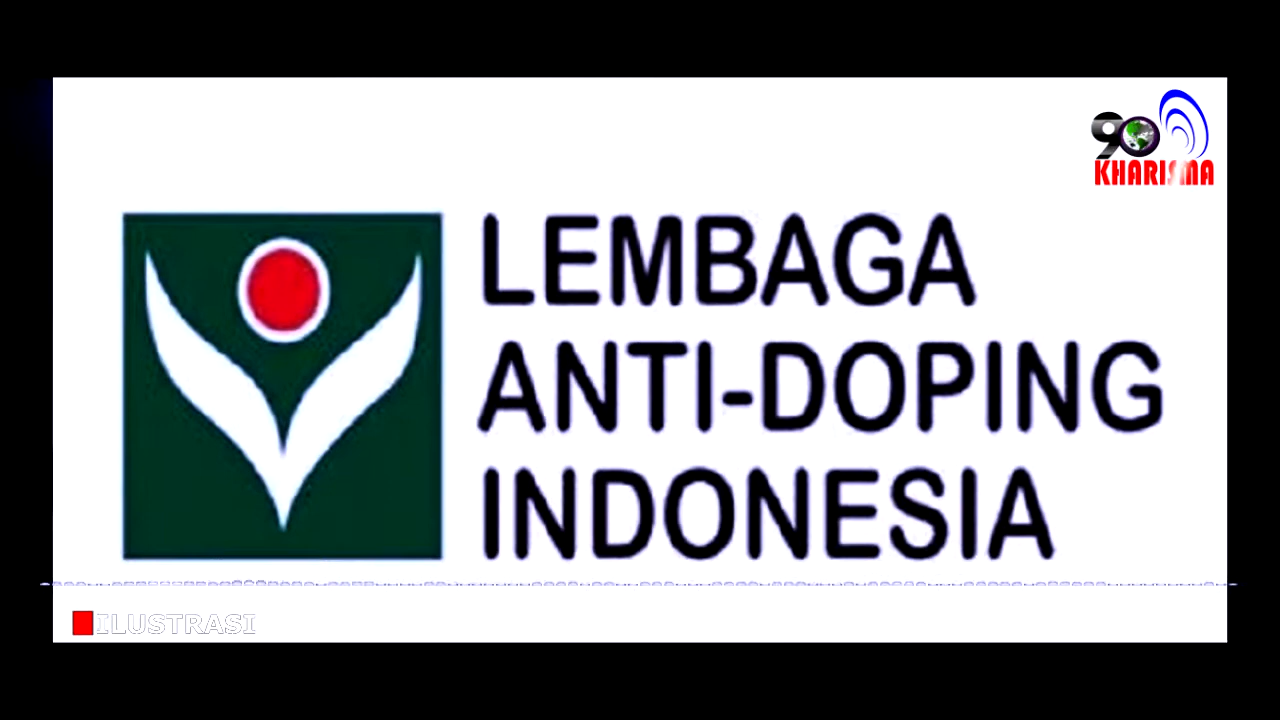 90
KHARISMA
LEMBAGA
ANTI-DOPING
INDONESIA
ILUSTRASI